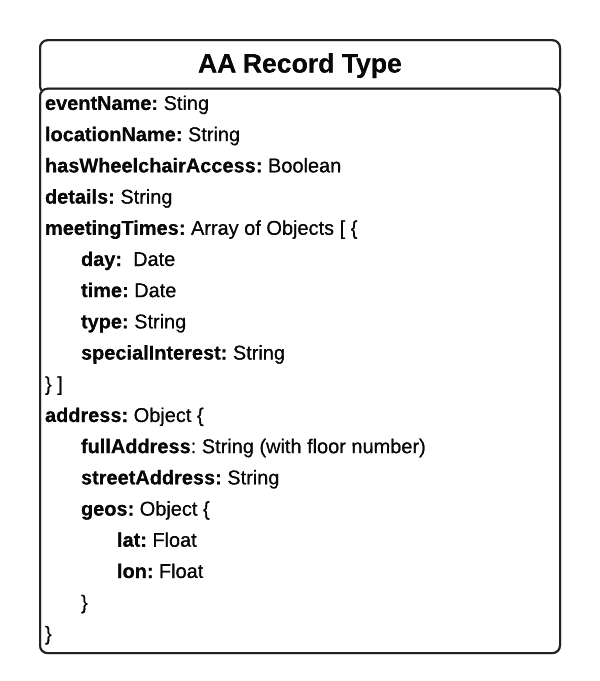 AA Record Type
eventName: Sting
locationName: String
hasWheelchairAccess: Boolean
details: String
meetingTimes: Array of Objects [ {
day:  Date
time: Date
type: String
specialInterest: String
} ]
address: Object {
fullAddress: String (with floor number)
streetAddress: String
geos: Object {
lat: Float
lon: Float
}
}